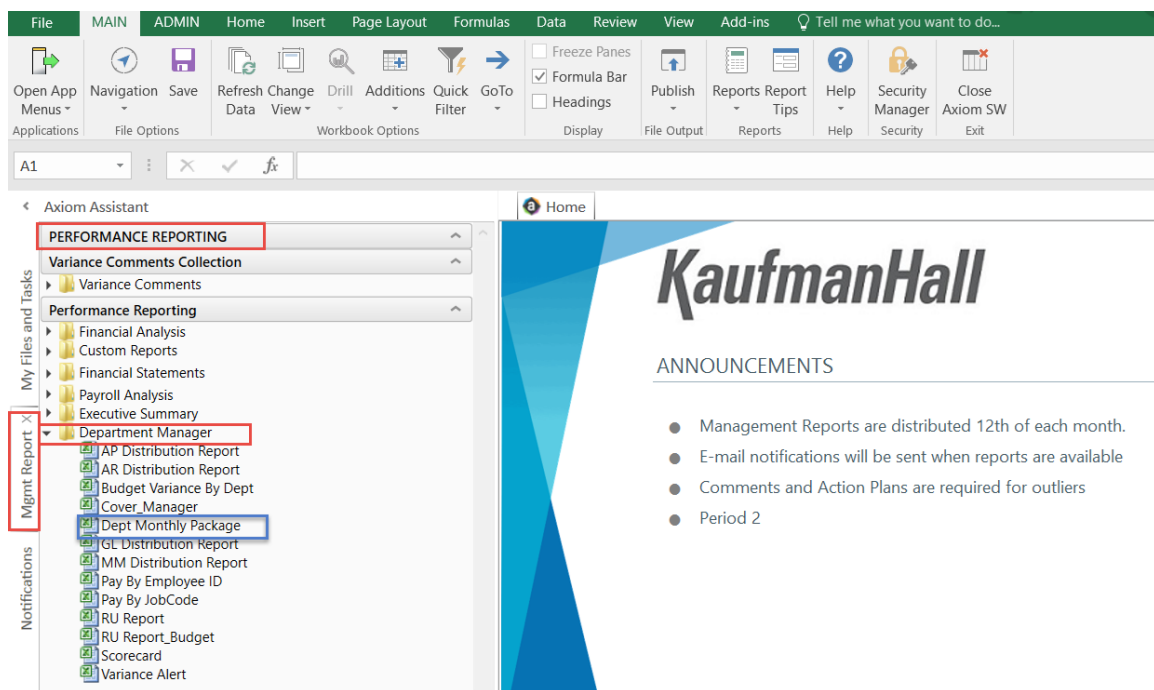 File MAIN ADMIN Home Insert Page Layout Formulas Data Review View Add-ins Tell me what you want to do...
Open App Menus
Navigation
Save
Refresh Data
Change View
Drill
Additions
Quick Filter
GoTo
Freeze Panes
Formula Bar
Headings
Publish
Reports
Report Tips
Help
Security Manager
Close Axiom SW
Applications File Options Workbook Options Display File Output Reports Help Security Exit
A1 fx
Axiom Assistant
My Files and Tasks
Mgmt Report X
Notifications
PERFORMANCE REPORTING
Variance Comments Collection
Variance Comments
Performance Reporting
Financial Analysis
Custom Reports
Financial Statements
Payroll Analysis
Executive Summary
Department Manager
AP Distribution Report
AR Distribution Report
Budget Variance By Dept
Cover_Manager
Dept Monthly Package
GL Distribution Report
MM Distribution Report
Pay By Employee ID
Pay By JobCode
RU Report
RU Report_Budget
Scorecard
Variance Alert
a Home
KaufmanHall
ANNOUNCEMENTS
● Management Reports are distributed 12th of each month.
● E-mail notifications will be sent when reports are available
● Comments and Action Plans are required for outliers
● Period 2